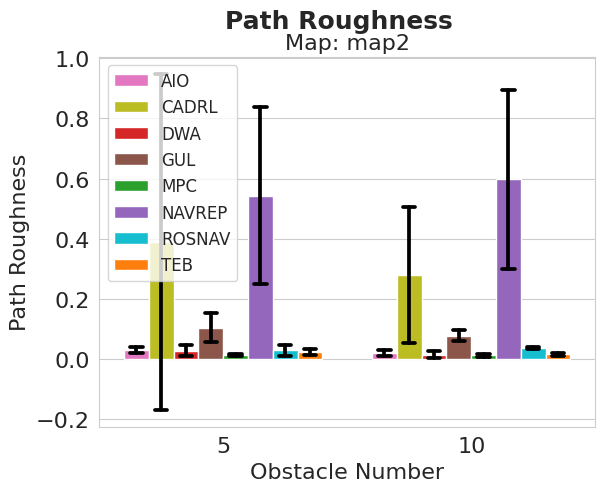 Path Roughness
Map: map2
Path Roughness
1.0
0.8
0.6
0.4
0.2
0.0
−0.2
AIO
CADRL
DWA
GUL
MPC
NAVREP
ROSNAV
TEB
5
10
Obstacle Number